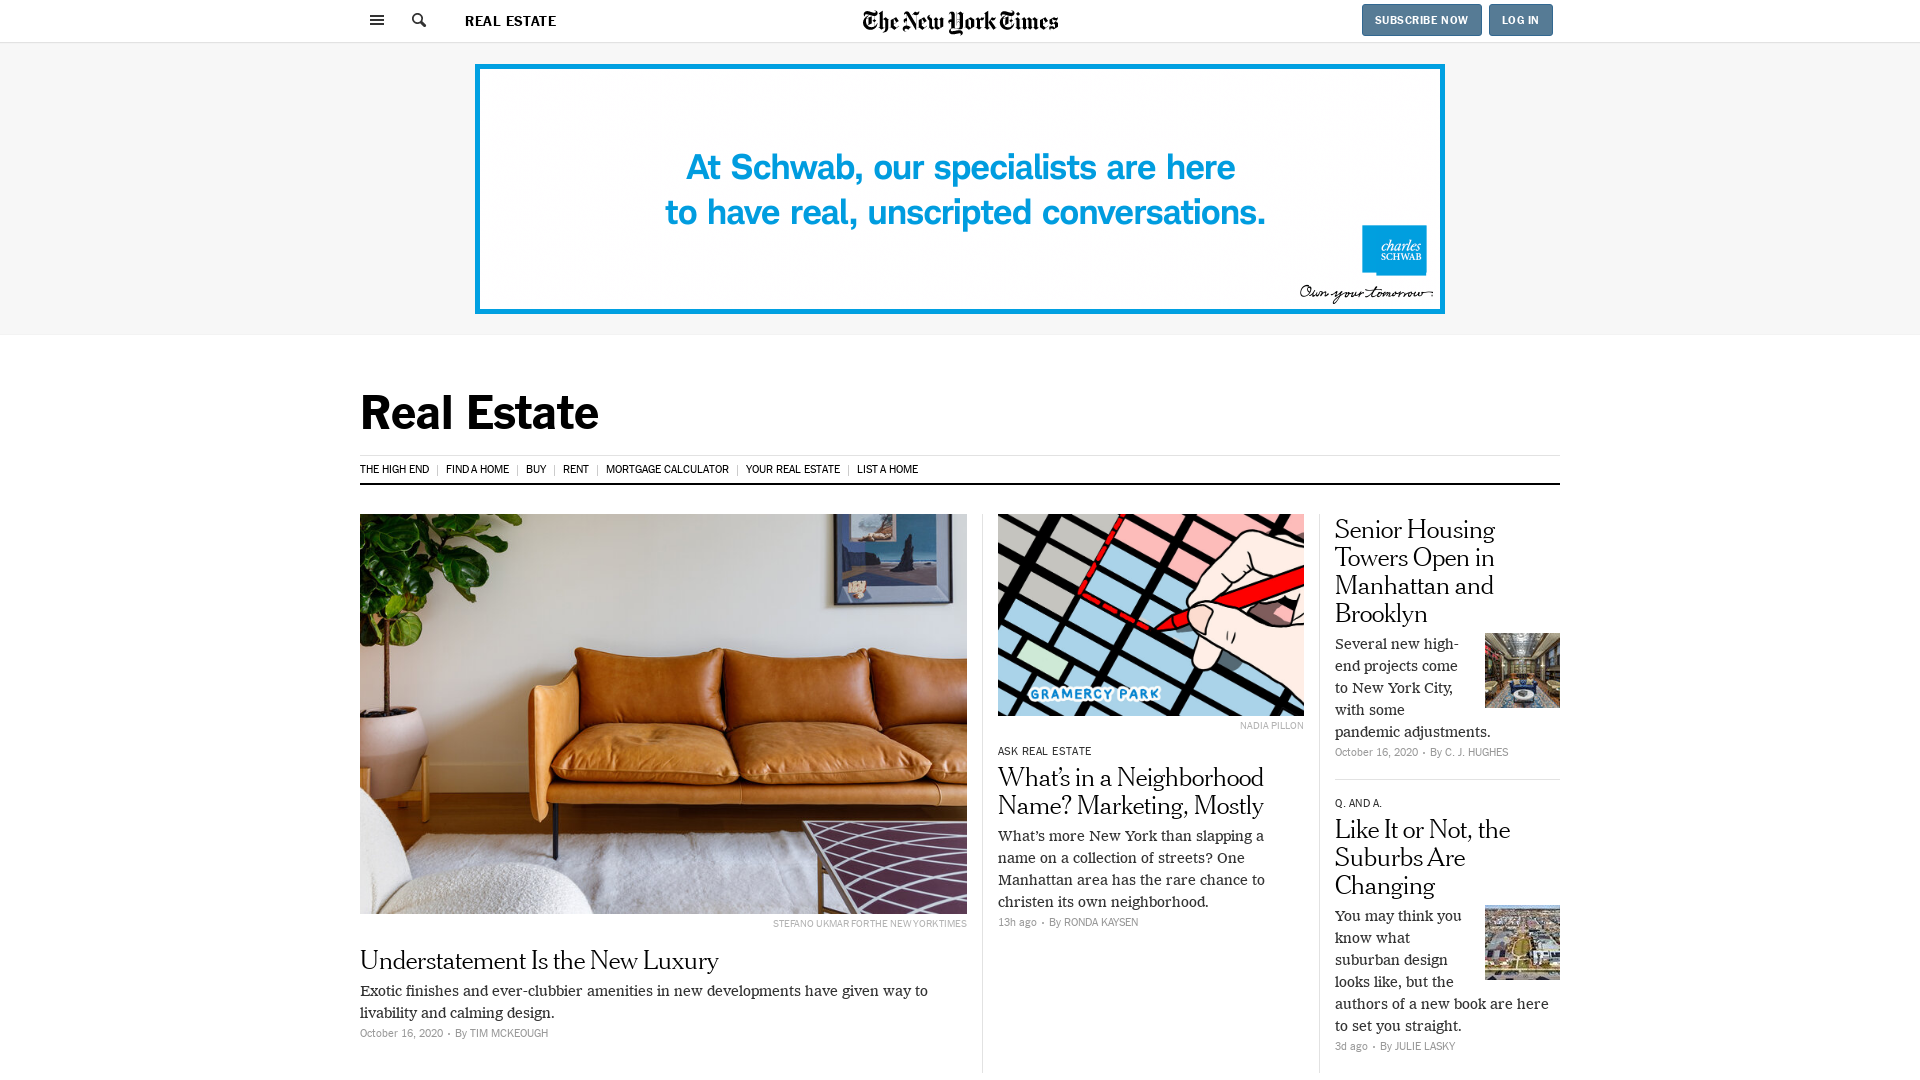 REAL ESTATE
The New York Times
SUBSCRIBE NOW
LOG IN
At Schwab, our specialists are here
to have real, unscripted conversations.
charles
SCHWAB
Own your tomorrow.
Real Estate
THE HIGH END
FIND A HOME
BUY
RENT
MORTGAGE CALCULATOR
YOUR REAL ESTATE
LIST A HOME
STEFANO UKMAR FOR THE NEW YORK TIMES
Understatement Is the New Luxury
Exotic finishes and ever-clubbier amenities in new developments have given way to
livability and calming design.
October 16, 2020 · By TIM MCKEOUGH
GRAMERCY PARK
NADIA PILLON
ASK REAL ESTATE
What’s in a Neighborhood
Name? Marketing, Mostly
What’s more New York than slapping a
name on a collection of streets? One
Manhattan area has the rare chance to
christen its own neighborhood.
13h ago · By RONDA KAYSEN
Senior Housing
Towers Open in
Manhattan and
Brooklyn
Several new high-
end projects come
to New York City,
with some
pandemic adjustments.
October 16, 2020 · By C. J. HUGHES
Q. AND A.
Like It or Not, the
Suburbs Are
Changing
You may think you
know what
suburban design
looks like, but the
authors of a new book are here
to set you straight.
3d ago · By JULIE LASKY